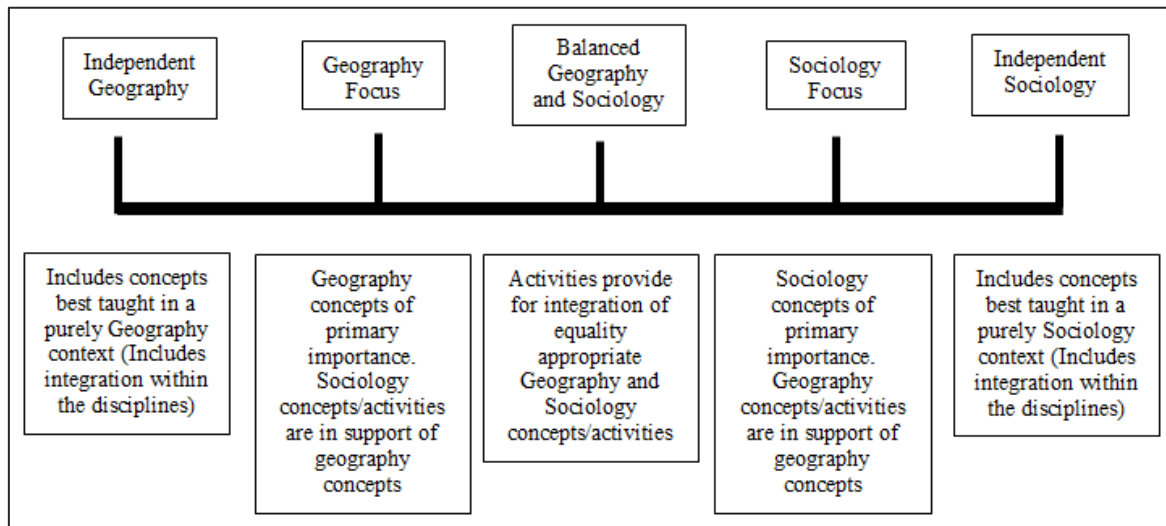 Independent
Geography
Geography
Focus
Balanced
Geography
and Sociology
Sociology
Focus
Independent
Sociology
Includes concepts
best taught in a
purely Geography
context (Includes
integration within
the disciplines)
Geography
concepts of
primary
importance.
Sociology
concepts/activities
are in support of
geography
concepts
Activities provide
for integration of
equality
appropriate
Geography and
Sociology
concepts/activities
Sociology
concepts of
primary
importance.
Geography
concepts/activities
are in support of
geography
concepts
Includes concepts
best taught in a
purely Sociology
context (Includes
integration within
the disciplines)